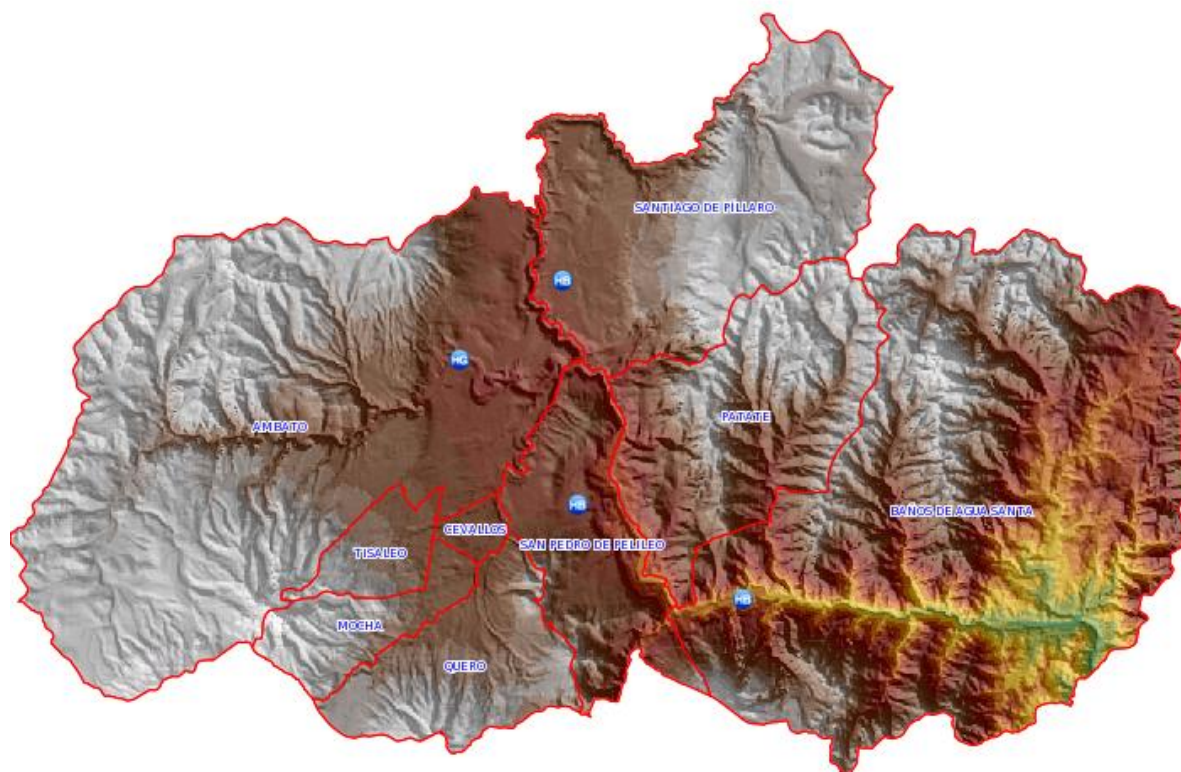 SANTIAGO DE PÍLLARO
HB
HG
PATATE
AMBATO
HB
BAÑOS DE AGUA SANTA
CEVALLOS
SAN PEDRO DE PELILEO
TISALEO
HB
MOCHA
QUERO